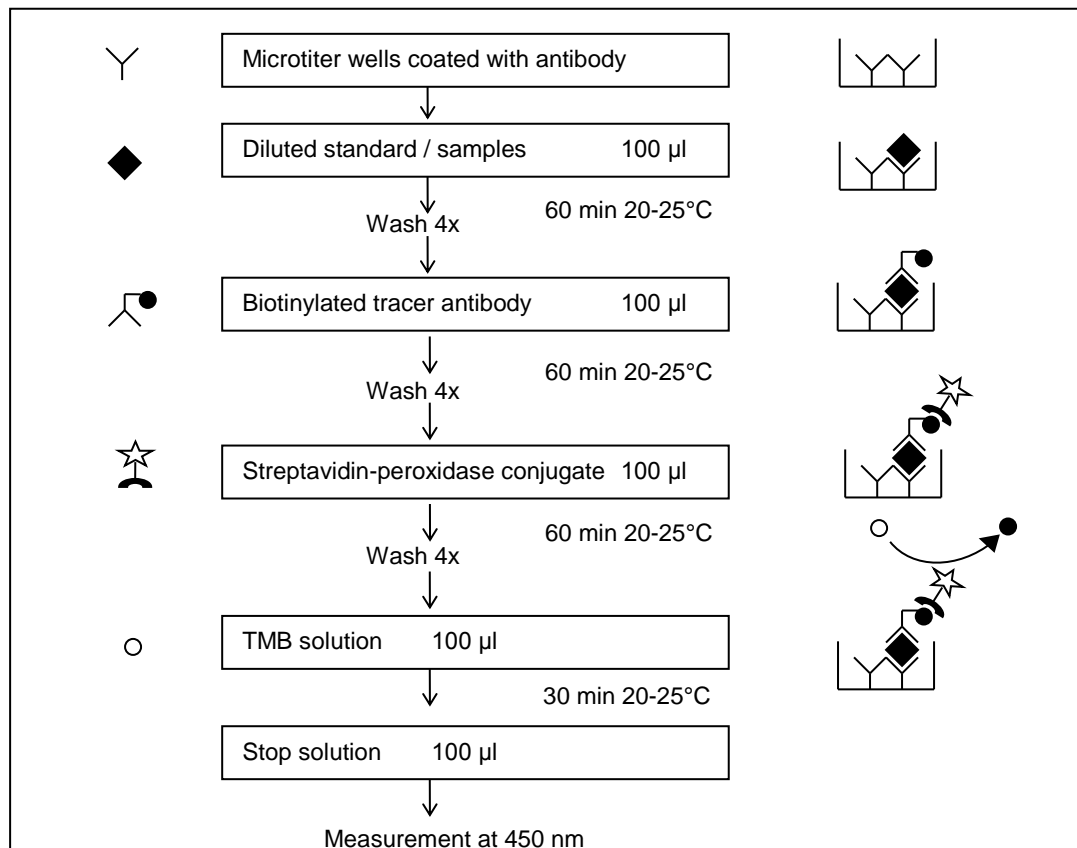 Microtiter wells coated with antibody
Diluted standard / samples 100 µl
60 min 20-25°C
Wash 4x
Biotinylated tracer antibody 100 µl
60 min 20-25°C
Wash 4x
Streptavidin-peroxidase conjugate 100 µl
60 min 20-25°C
Wash 4x
TMB solution 100 µl
30 min 20-25°C
Stop solution 100 µl
Measurement at 450 nm